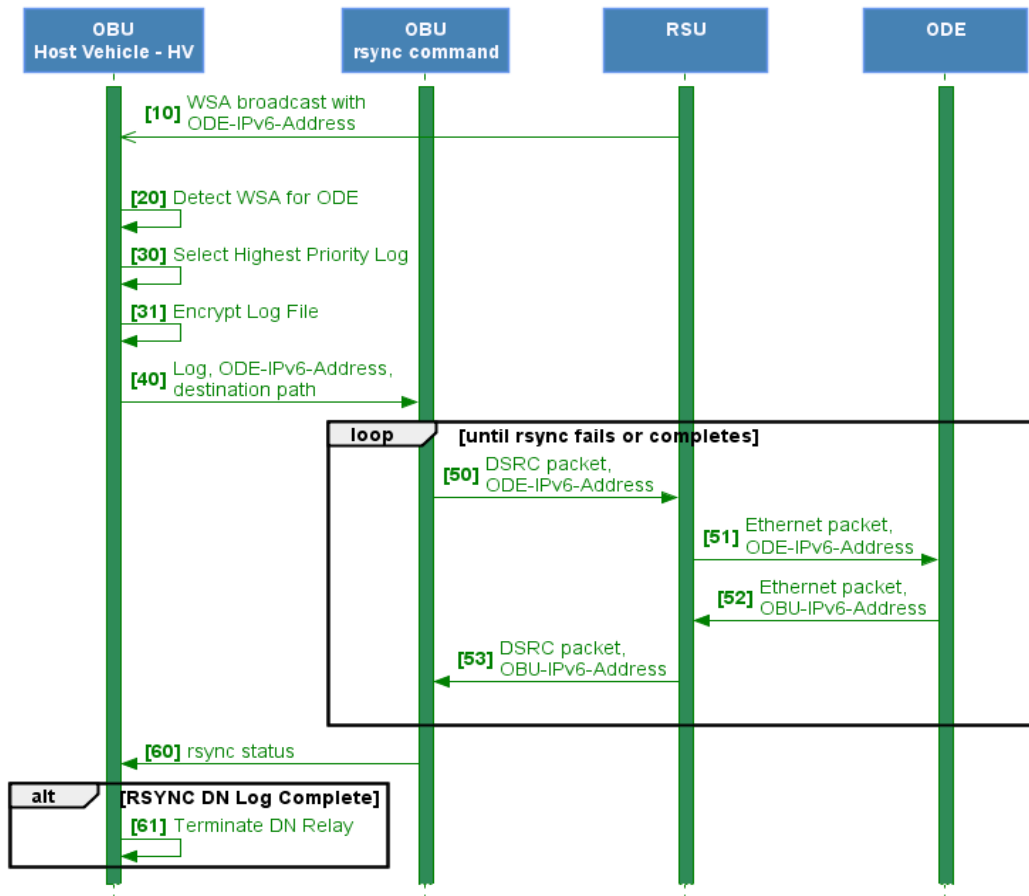 OBU
Host Vehicle - HV
OBU
rsync command
RSU
ODE
[10] WSA broadcast with
ODE-IPv6-Address
[20] Detect WSA for ODE
[30] Select Highest Priority Log
[31] Encrypt Log File
[40] Log, ODE-IPv6-Address,
destination path
loop [until rsync fails or completes]
[50] DSRC packet,
ODE-IPv6-Address
[51] Ethernet packet,
ODE-IPv6-Address
[52] Ethernet packet,
OBU-IPv6-Address
[53] DSRC packet,
OBU-IPv6-Address
[60] rsync status
alt [RSYNC DN Log Complete]
[61] Terminate DN Relay